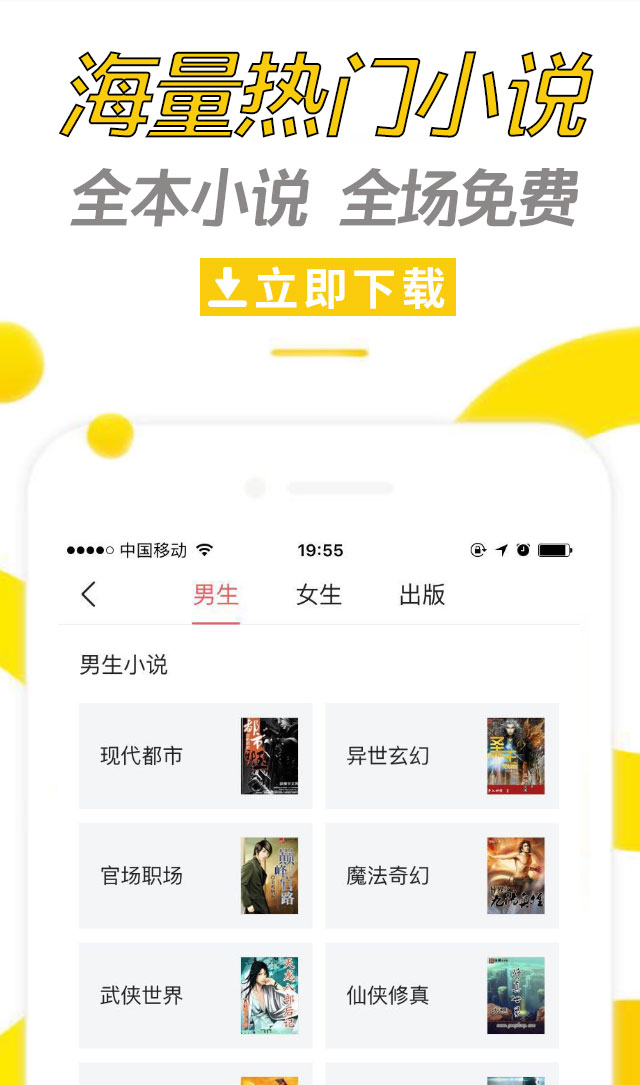 海量热门小说
全本小说 全场免费
立即下载
中国移动 19:55
男生 女生 出版
男生小说
现代都市 异世玄幻
官场职场 巅峰官路 魔法奇幻
武侠世界 仙侠修真